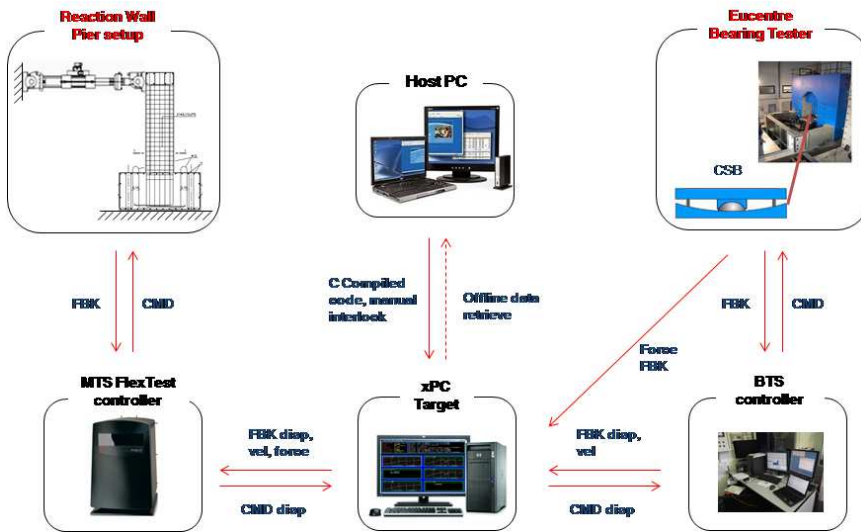 Reaction Wall
Pier setup
Eucentre
Bearing Tester
Host PC
CSB
FBK
CMD
C Compiled
code, manual
interlook
Offline data
retrieve
FBK
CMD
Force
FBK
MTS FlexTest
controller
xPC
Target
BTS
controller
FBK disp,
vel, force
CMD disp
FBK disp,
vel
CMD disp